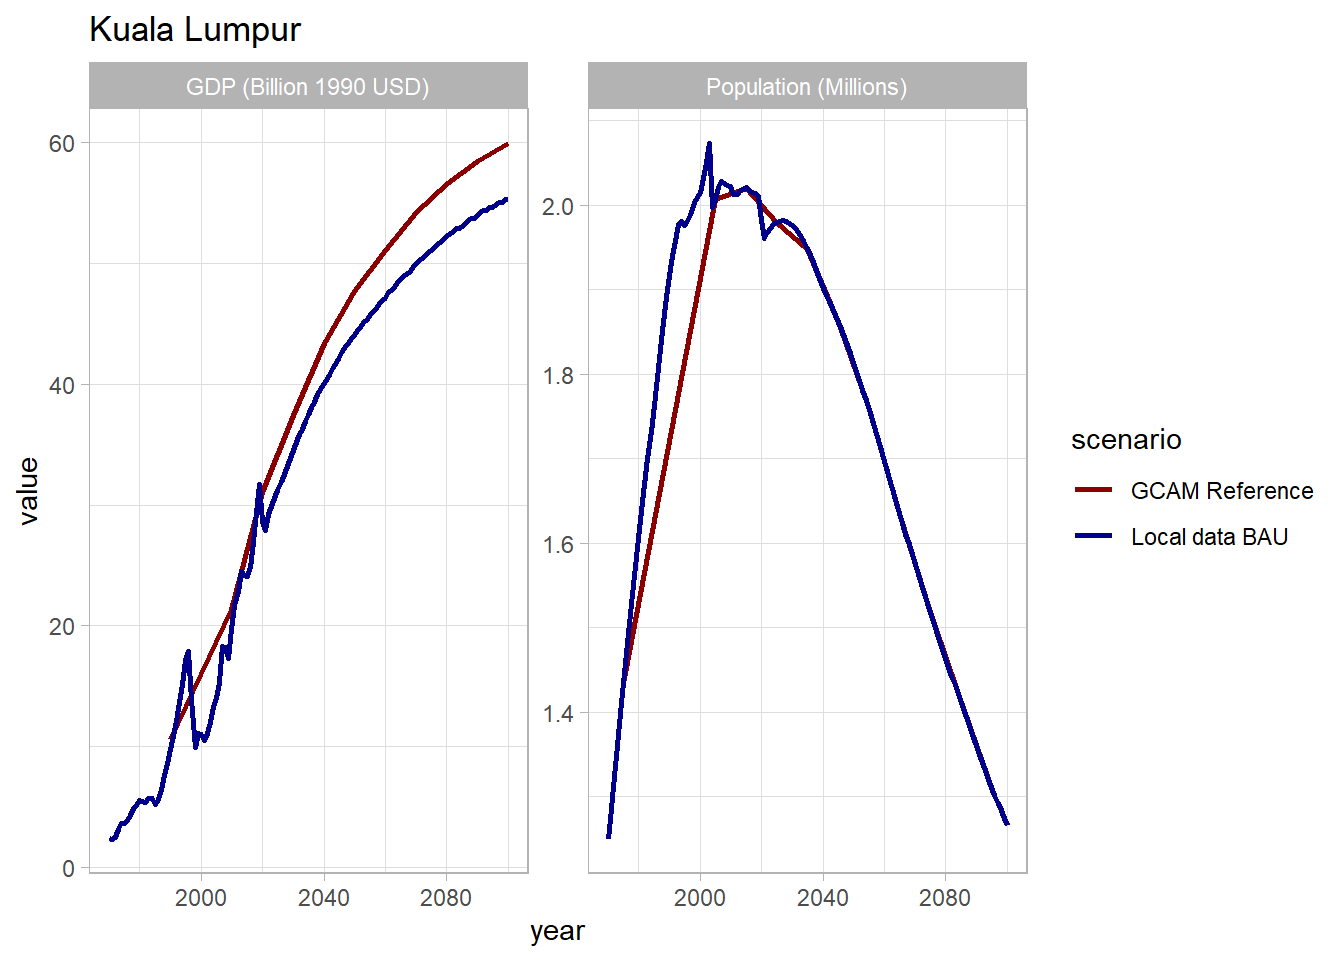 Kuala Lumpur
GDP (Billion 1990 USD)
Population (Millions)
value
60
40
20
0
2000
2040
2080
2.0
1.8
1.6
1.4
2000
2040
2080
year
scenario
GCAM Reference
Local data BAU